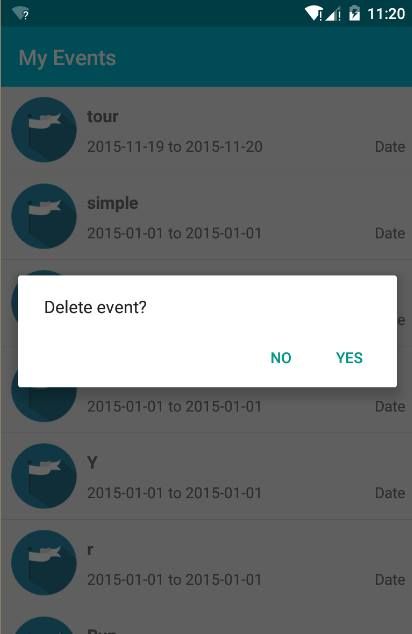 ?
! ! 11:20
My Events
tour
2015-11-19 to 2015-11-20 Date
simple
2015-01-01 to 2015-01-01 Date
Delete event?
NO YES
2015-01-01 to 2015-01-01 Date
Y
2015-01-01 to 2015-01-01 Date
r
2015-01-01 to 2015-01-01 Date